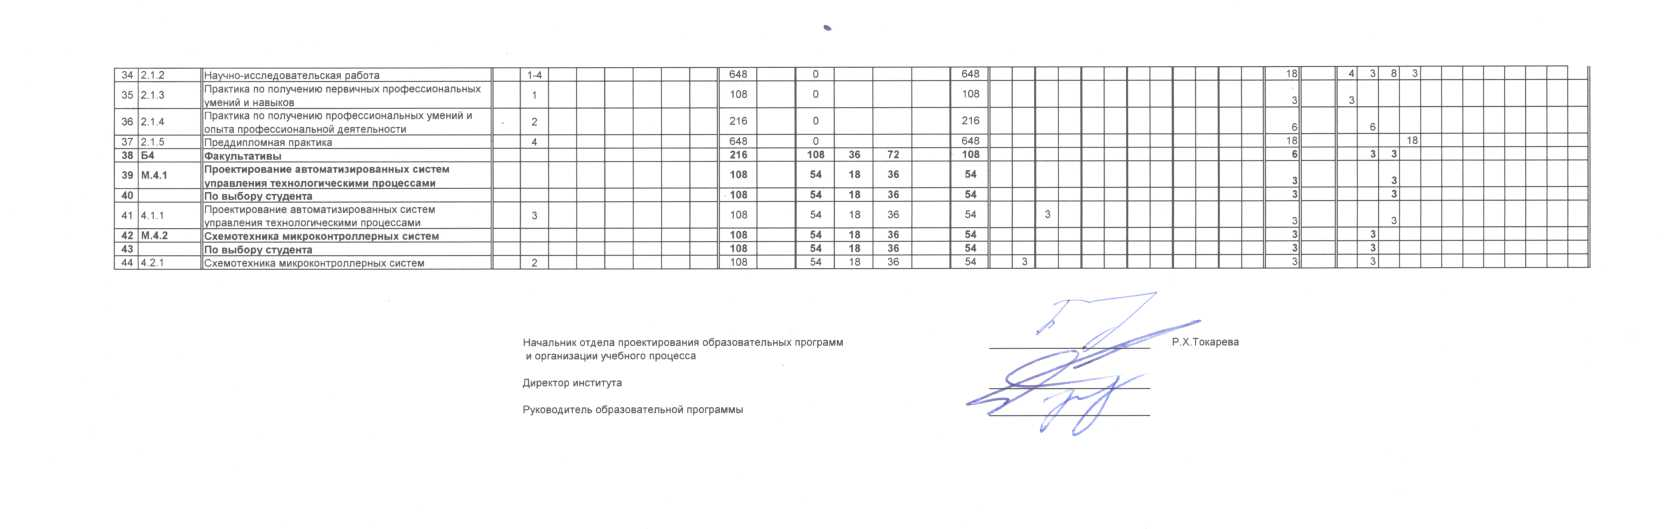 34 2.1.2 Научно-исследовательская работа 1-4 648 0 648 18 4 3 8 3
35 2.1.3 Практика по получению первичных профессиональных
умений и навыков 1 108 0 108 3 3
36 2.1.4 Практика по получению профессиональных умений и
опыта профессиональной деятельности 2 216 0 216 6 6
37 2.1.5 Преддипломная практика 4 648 0 648 18 18
38 Б4 Факультативы 216 108 36 72 108 6 3 3
39 М.4.1 Проектирование автоматизированных систем
управления технологическими процессами 108 54 18 36 54 3 3
40 По выбору студента 108 54 18 36 54 3 3
41 4.1.1 Проектирование автоматизированных систем
управления технологическими процессами 3 108 54 18 36 54 3 3 3
42 М.4.2 Схемотехника микроконтроллерных систем 108 54 18 36 54 3 3
43 По выбору студента 108 54 18 36 54 3 3
44 4.2.1 Схемотехника микроконтроллерных систем 2 108 54 18 36 54 3 3 3
Начальник отдела проектирования образовательных программ
и организации учебного процесса
Р.Х.Токарева
Директор института
Руководитель образовательной программы